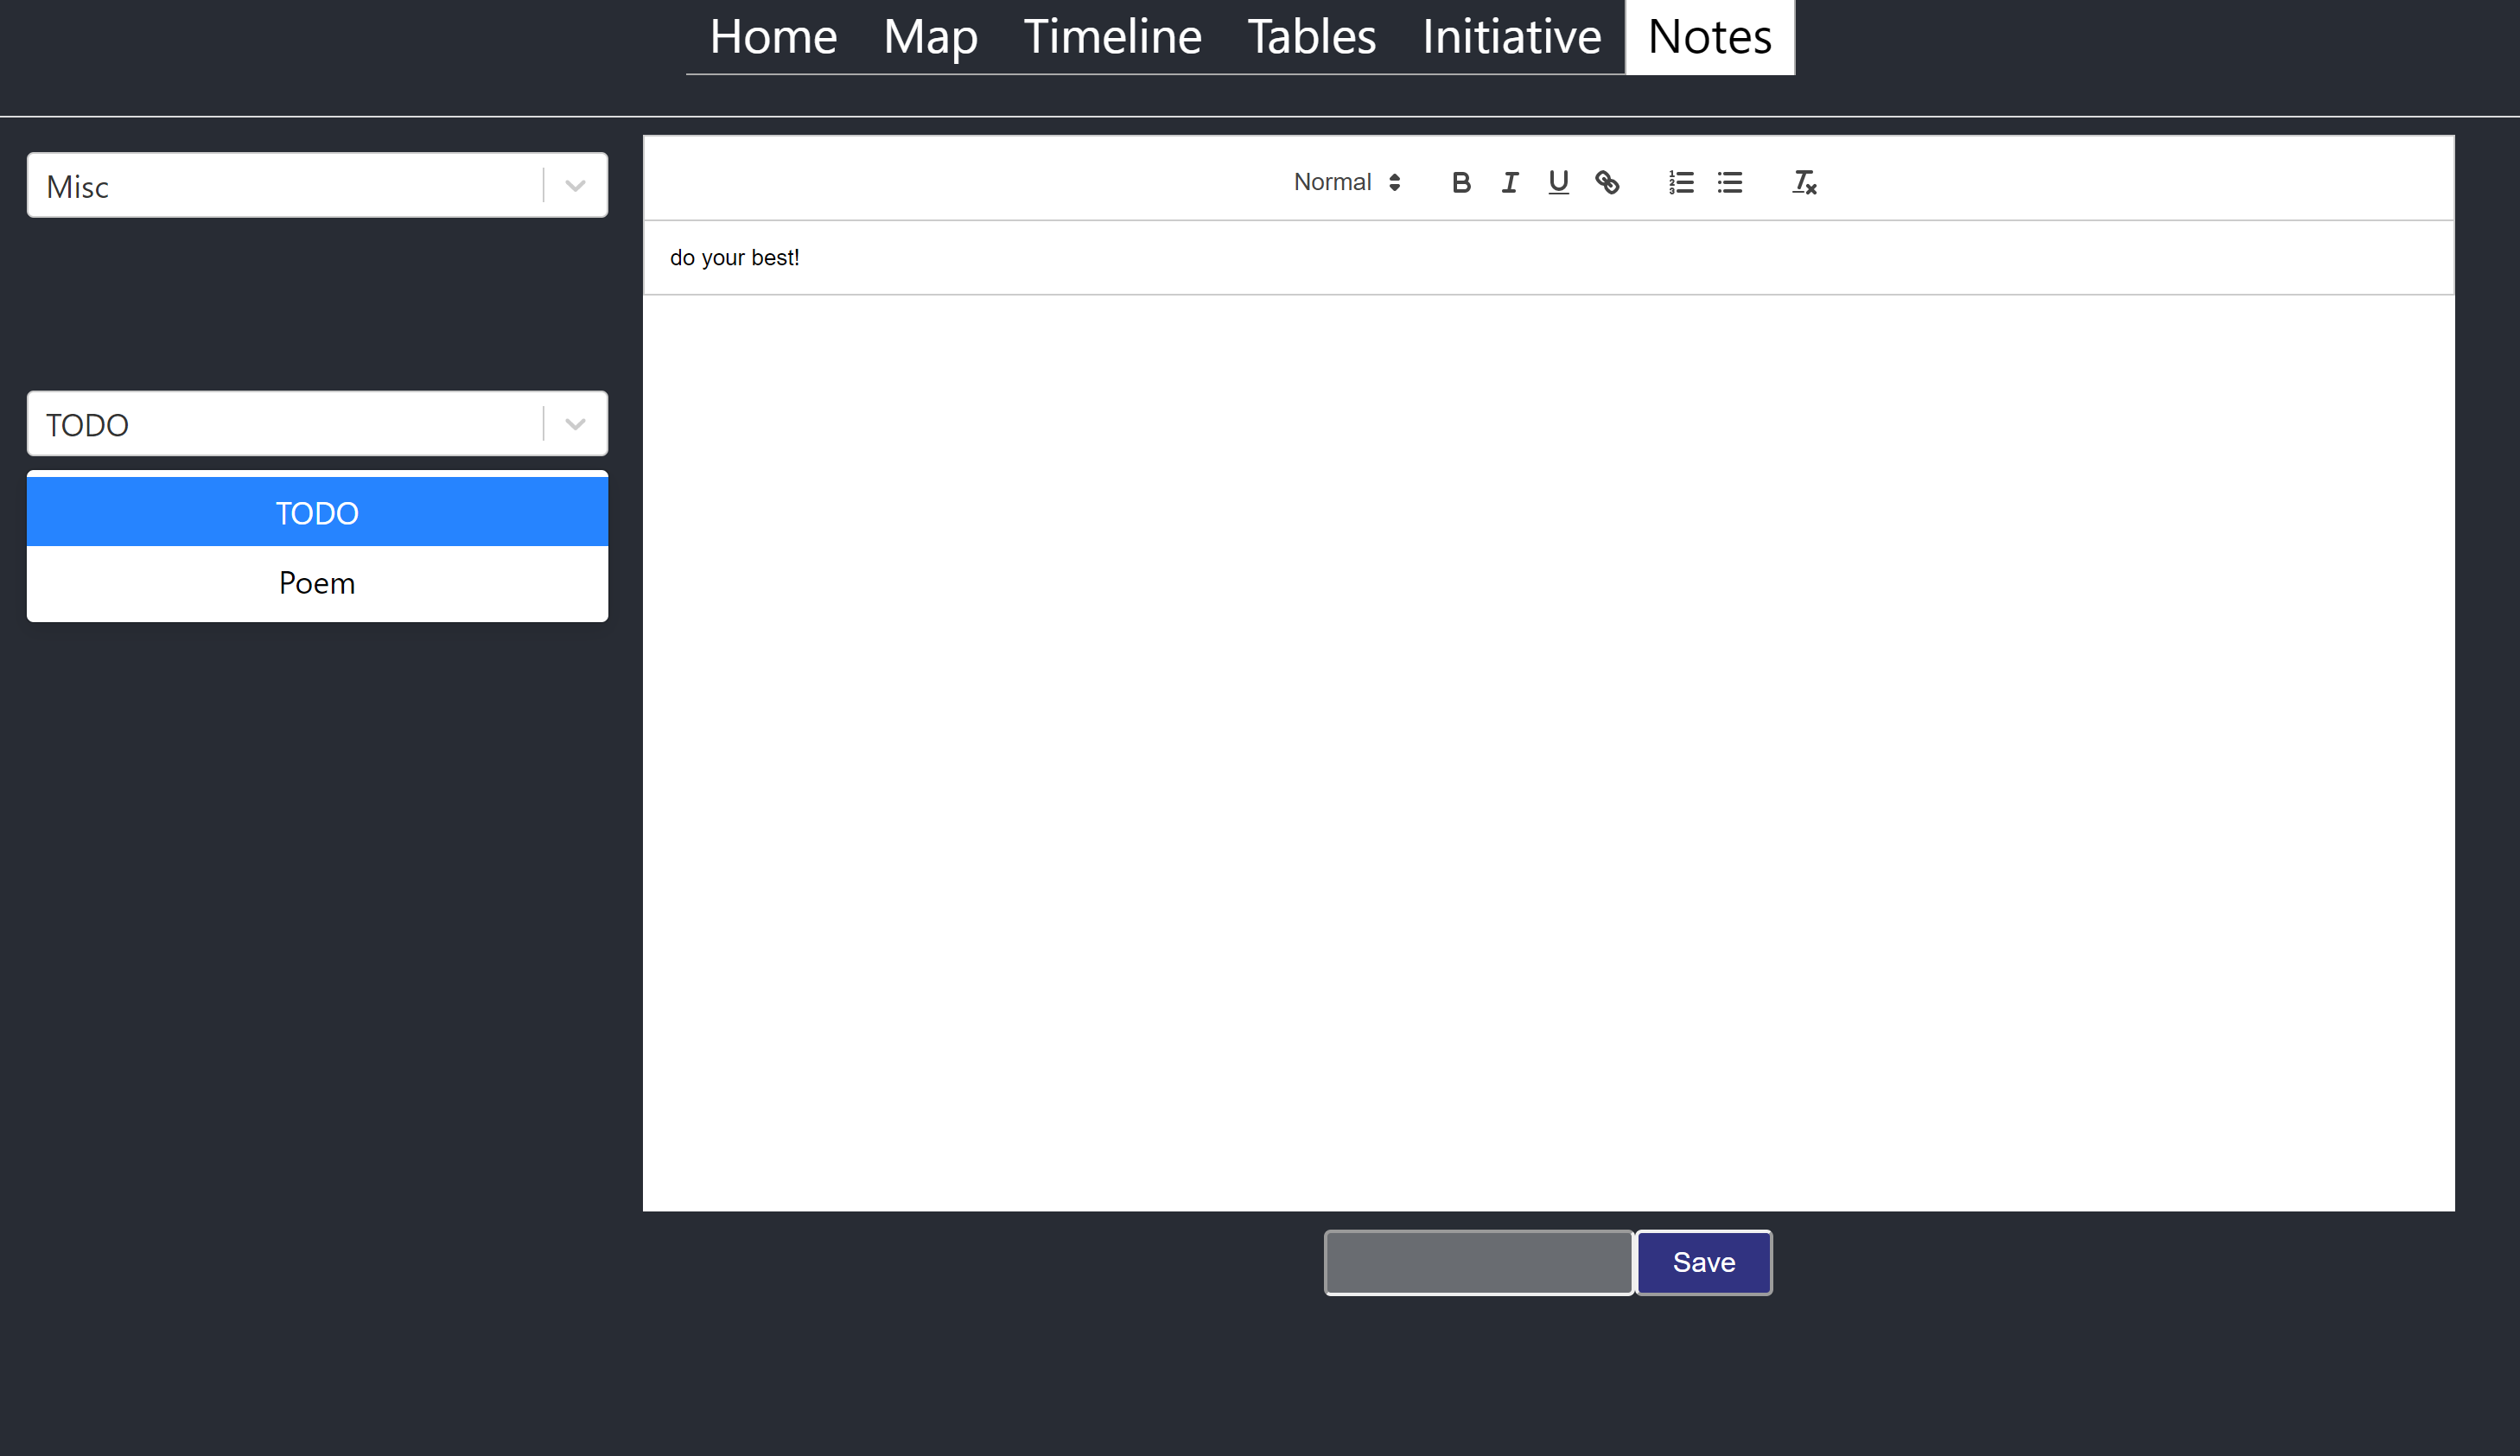 Home Map Timeline Tables Initiative Notes
Misc
Normal
do your best!
TODO
TODO
Poem
Save